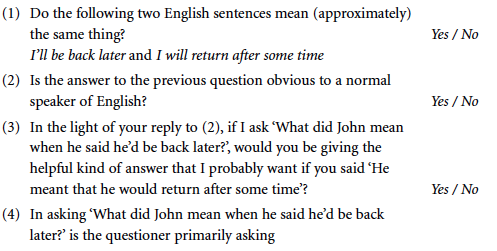 (1) Do the following two English sentences mean (approximately)
the same thing? Yes / No
I'll be back later and I will return after some time
(2) Is the answer to the previous question obvious to a normal
speaker of English? Yes / No
(3) In the light of your reply to (2), if I ask ‘What did John mean
when he said he'd be back later?’, would you be giving the
helpful kind of answer that I probably want if you said ‘He
meant that he would return after some time’? Yes / No
(4) In asking ‘What did John mean when he said he'd be back
later?’ is the questioner primarily asking